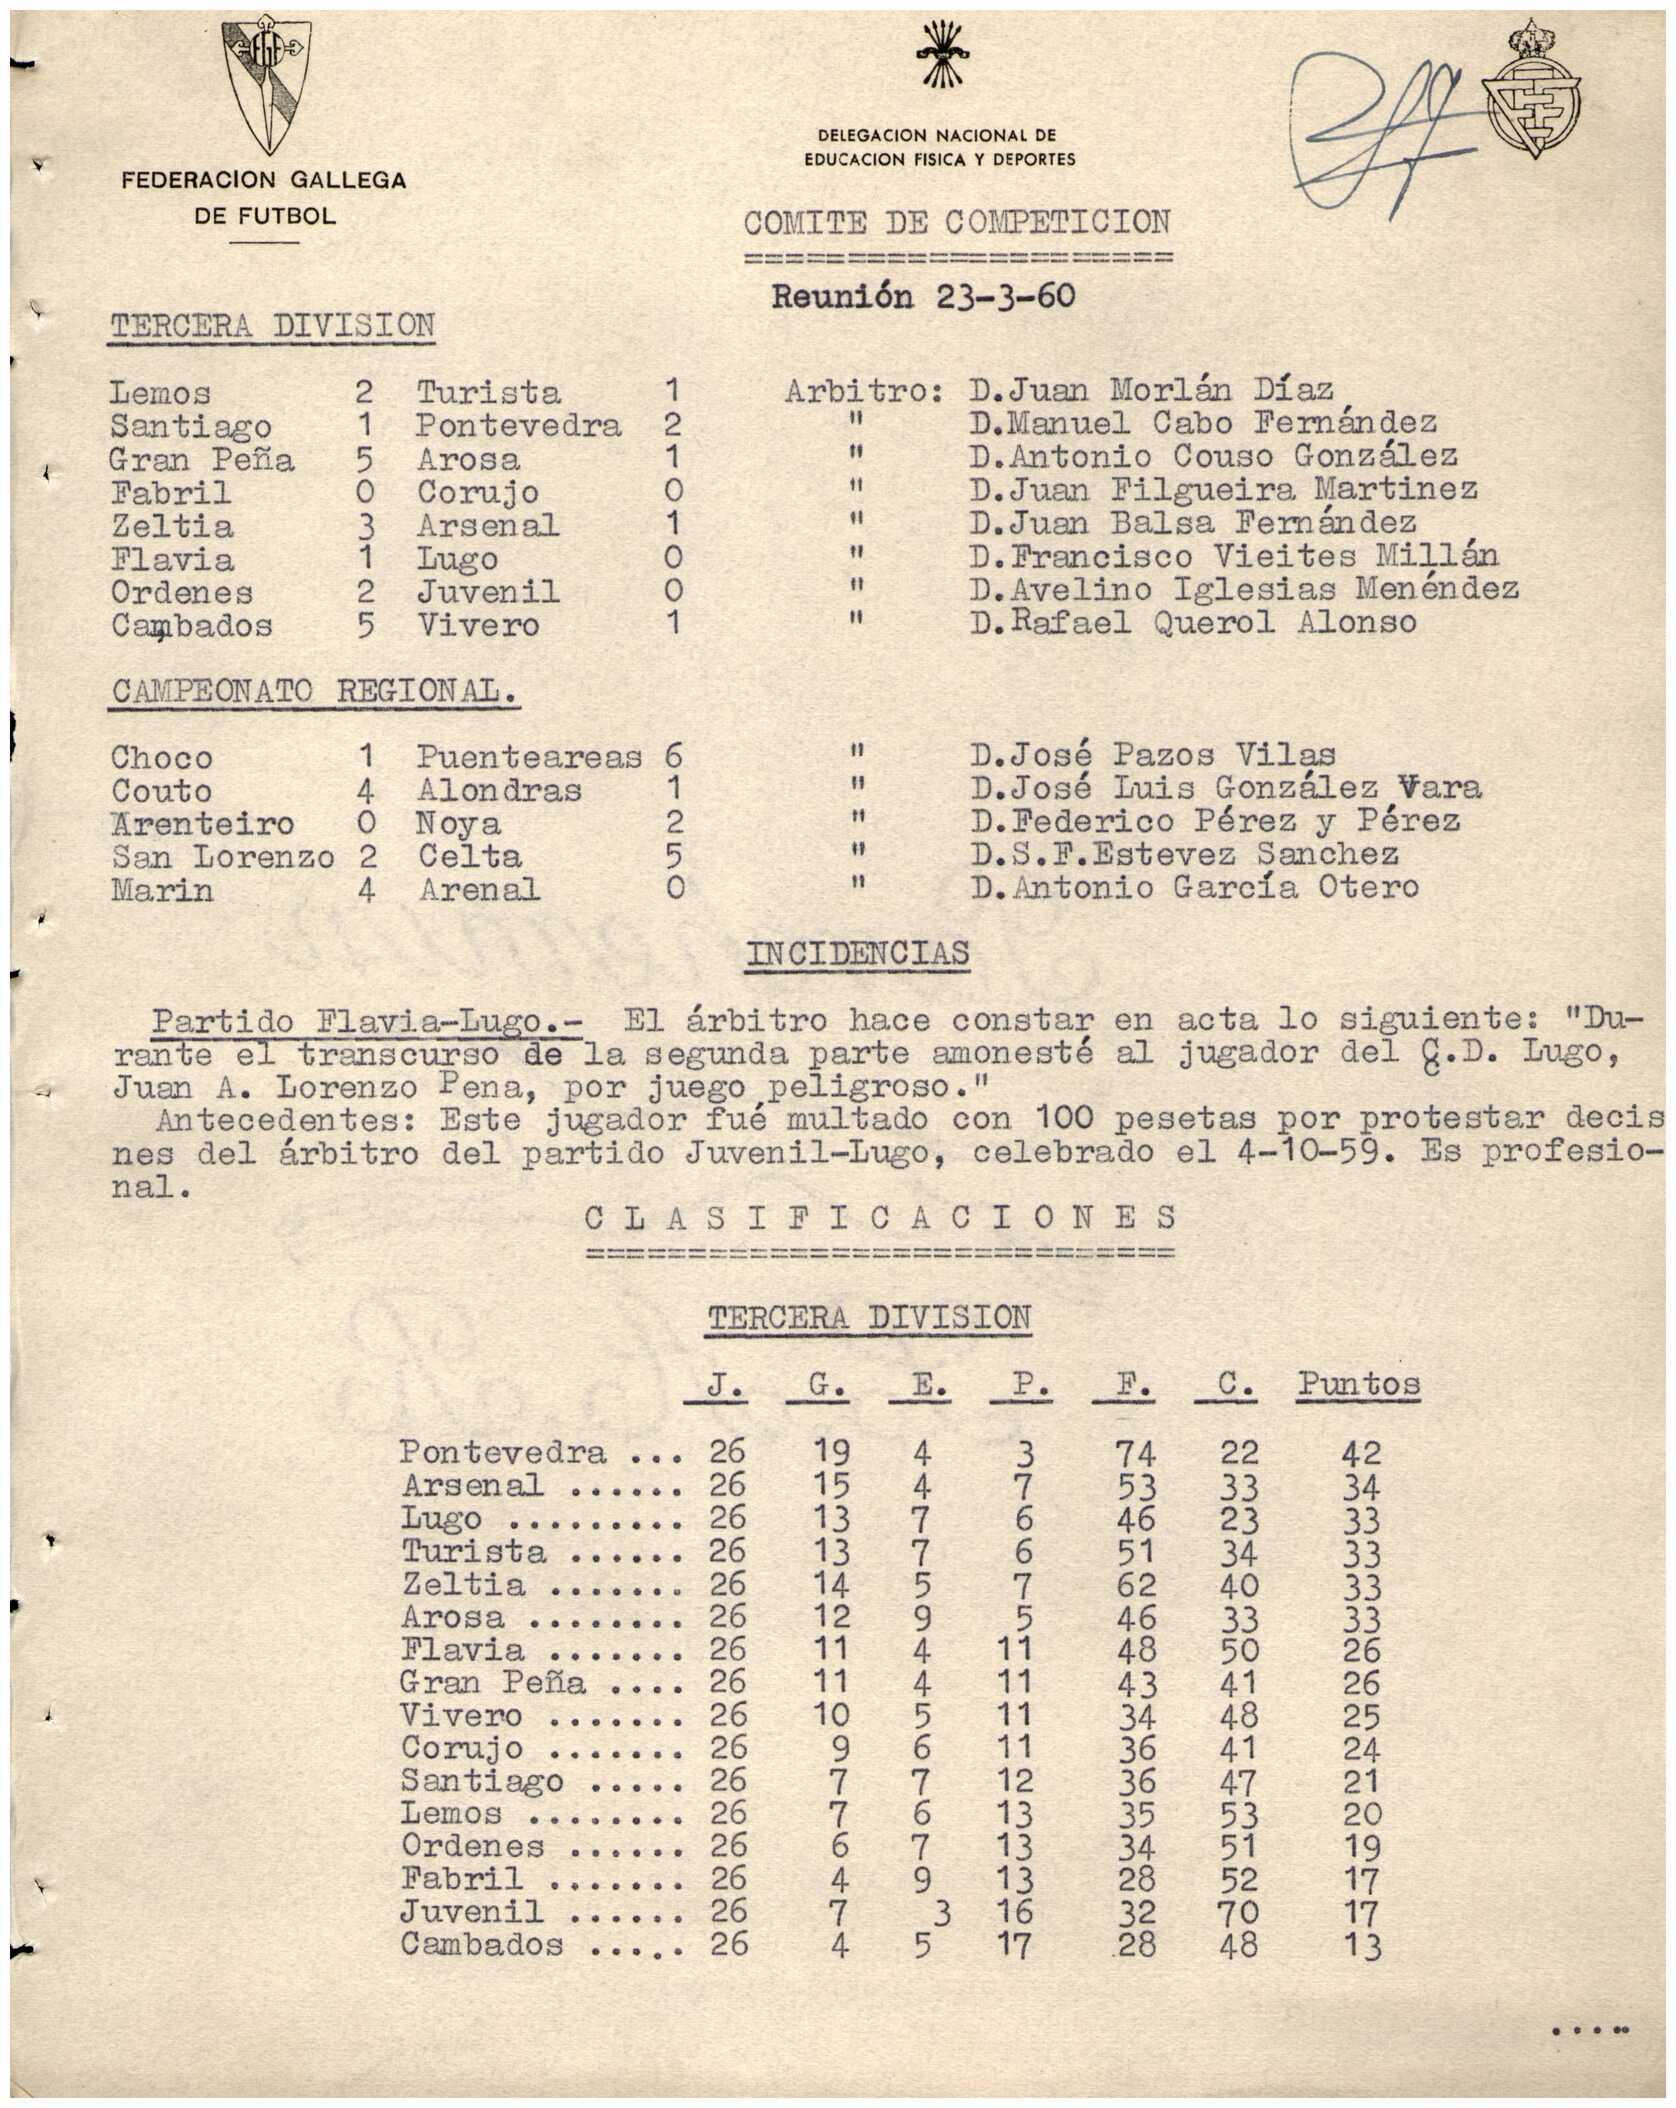 FGF
FEDERACION GALLEGA
DE FUTBOL
DELEGACION NACIONAL DE
EDUCACION FISICA Y DEPORTES
COMITE DE COMPETICION
=====================
Reunión 23-3-60
TERCERA DIVISION
Lemos 2 Turista 1 Arbitro: D.Juan Morlán Díaz
Santiago 1 Pontevedra 2 " D.Manuel Cabo Fernández
Gran Peña 5 Arosa 1 " D.Antonio Couso González
Fabril 0 Corujo 0 " D.Juan Filgueira Martinez
Zeltia 3 Arsenal 1 " D.Juan Balsa Fernández
Flavia 1 Lugo 0 " D.Francisco Vieites Millán
Ordenes 2 Juvenil 0 " D.Avelino Iglesias Menéndez
Cambados 5 Vivero 1 " D.Rafael Querol Alonso
CAMPEONATO REGIONAL.
Choco 1 Puenteareas 6 " D.José Pazos Vilas
Couto 4 Alondras 1 " D.José Luis González Vara
Arenteiro 0 Noya 2 " D.Federico Pérez y Pérez
San Lorenzo 2 Celta 5 " D.S.F.Estevez Sanchez
Marin 4 Arenal 0 " D.Antonio García Otero
INCIDENCIAS
Partido Flavia-Lugo.- El árbitro hace constar en acta lo siguiente: "Du-
rante el transcurso de la segunda parte amonesté al jugador del C.D. Lugo,
Juan A. Lorenzo Pena, por juego peligroso."
Antecedentes: Este jugador fué multado con 100 pesetas por protestar decis
nes del árbitro del partido Juvenil-Lugo, celebrado el 4-10-59. Es profesio-
nal.
C L A S I F I C A C I O N E S
=============================
TERCERA DIVISION
J. G. E. P. F. C. Puntos
Pontevedra ... 26 19 4 3 74 22 42
Arsenal ...... 26 15 4 7 53 33 34
Lugo ......... 26 13 7 6 46 23 33
Turista ...... 26 13 7 6 51 34 33
Zeltia ....... 26 14 5 7 62 40 33
Arosa ........ 26 12 9 5 46 33 33
Flavia ....... 26 11 4 11 48 50 26
Gran Peña .... 26 11 4 11 43 41 26
Vivero ....... 26 10 5 11 34 48 25
Corujo ....... 26 9 6 11 36 41 24
Santiago ..... 26 7 7 12 36 47 21
Lemos ........ 26 7 6 13 35 53 20
Ordenes ...... 26 6 7 13 34 51 19
Fabril ....... 26 4 9 13 28 52 17
Juvenil ...... 26 7 3 16 32 70 17
Cambados ..... 26 4 5 17 28 48 13
.....